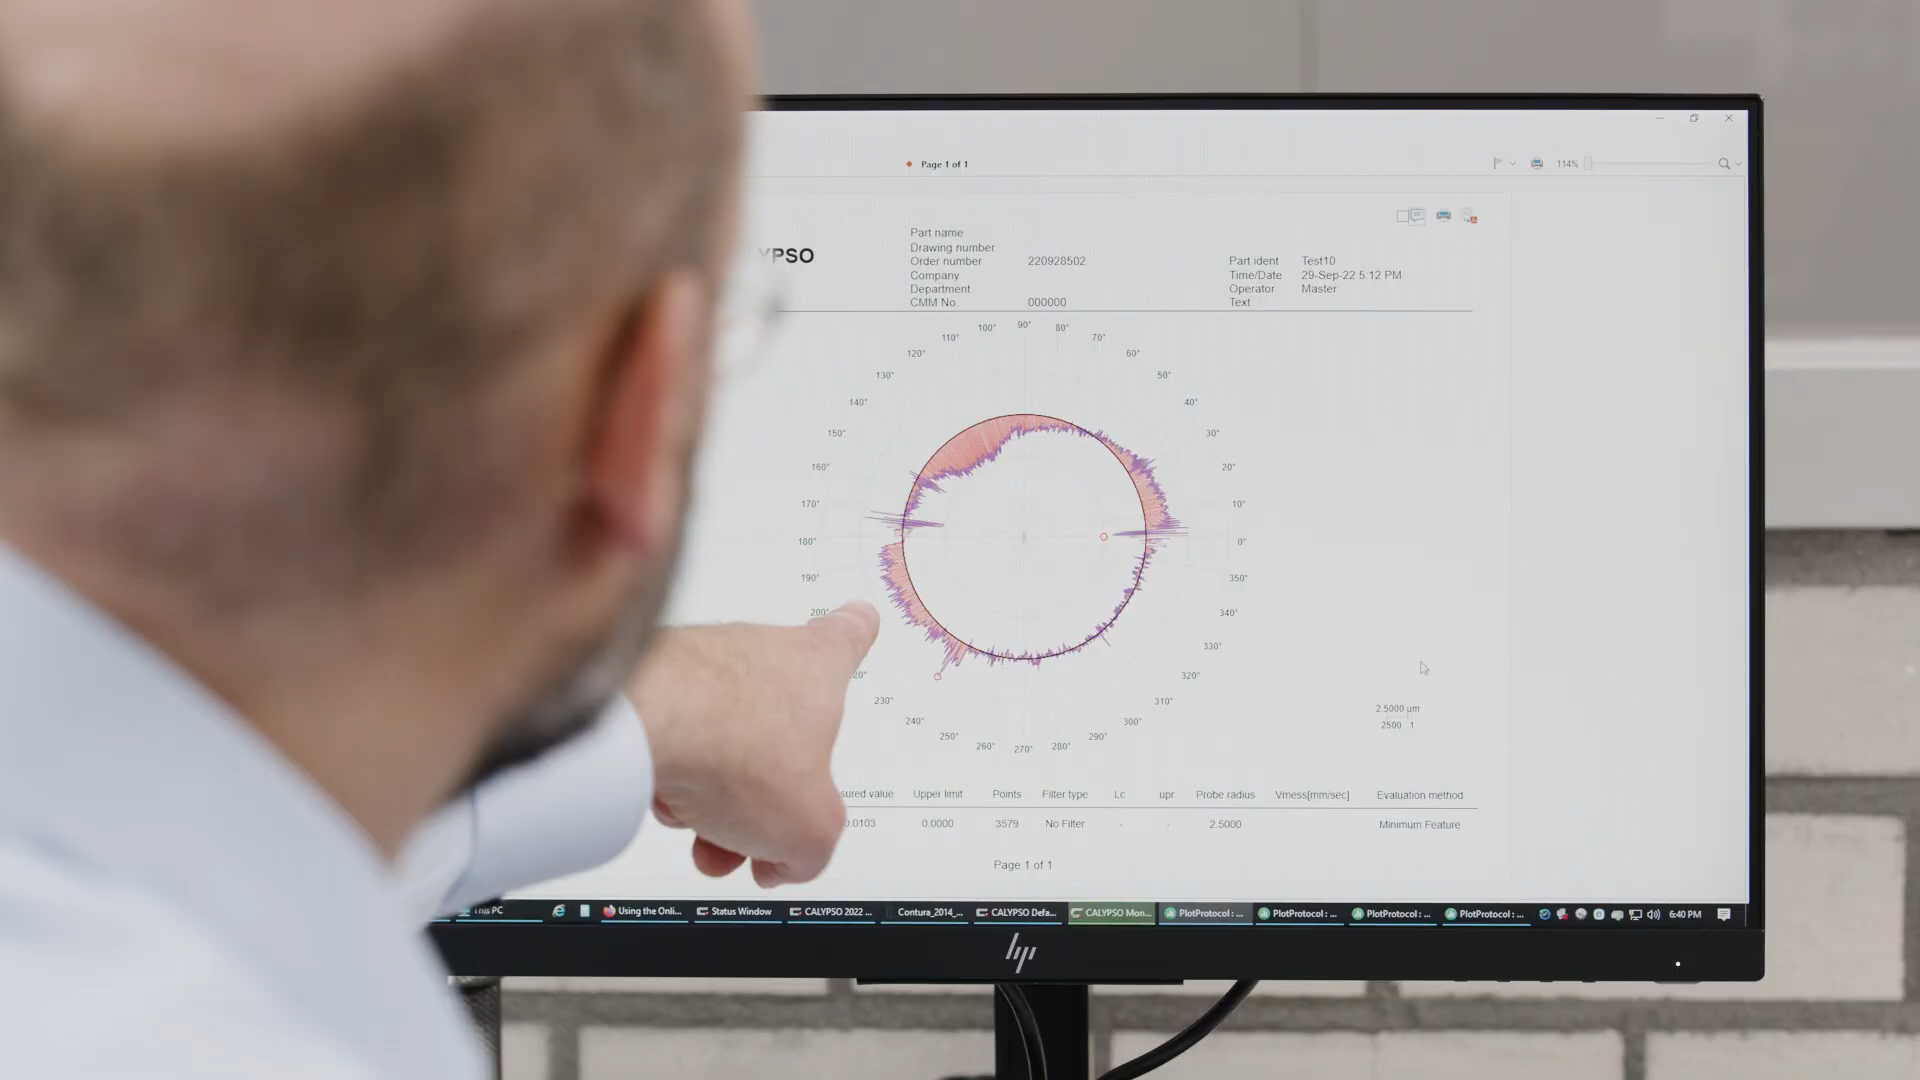 Page 1 of 1
114%
YPSO
Part name
Drawing number
Order number 220928502
Company
Department
CMM No. 000000
Part ident Test10
Time/Date 29-Sep-22 5:12 PM
Operator Master
Text
90°
100° 80°
110° 70°
120° 60°
130° 50°
140° 40°
150° 30°
160° 20°
170° 10°
180° 0°
190° 350°
200° 340°
330°
20° 320°
230° 310°
240° 300°
250° 290°
260° 270° 280°
2.5000 µm
2500 1
sured value Upper limit Points Filter type Lc upr Probe radius Vmess[mm/sec] Evaluation method
0.0103 0.0000 3579 No Filter - - 2.5000 Minimum Feature
Page 1 of 1
This PC Using the Onli... Status Window CALYPSO 2022 ... Contura_2014_... CALYPSO Defa... CALYPSO Mon... PlotProtocol : ... PlotProtocol : ... PlotProtocol : ... PlotProtocol : ... 6:40 PM
hp